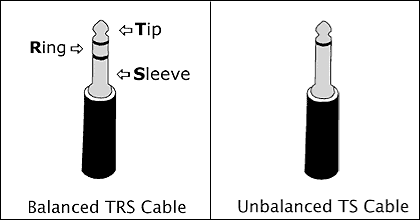 Tip
Ring
Sleeve
Balanced TRS Cable
Unbalanced TS Cable